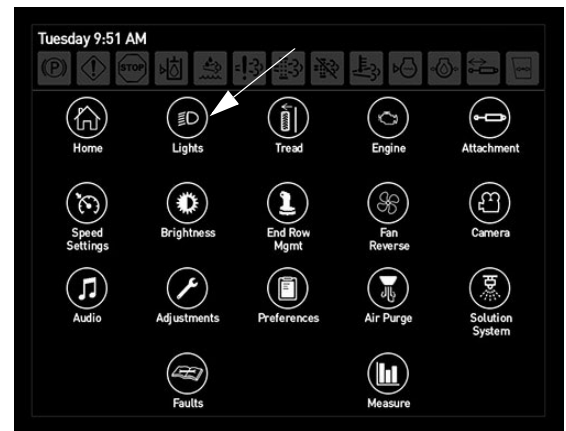 Tuesday 9:51 AM
(P) STOP
Home Lights Tread Engine Attachment
Speed Brightness End Row Fan Camera
Settings Mgmt Reverse
Audio Adjustments Preferences Air Purge Solution
System
Faults Measure